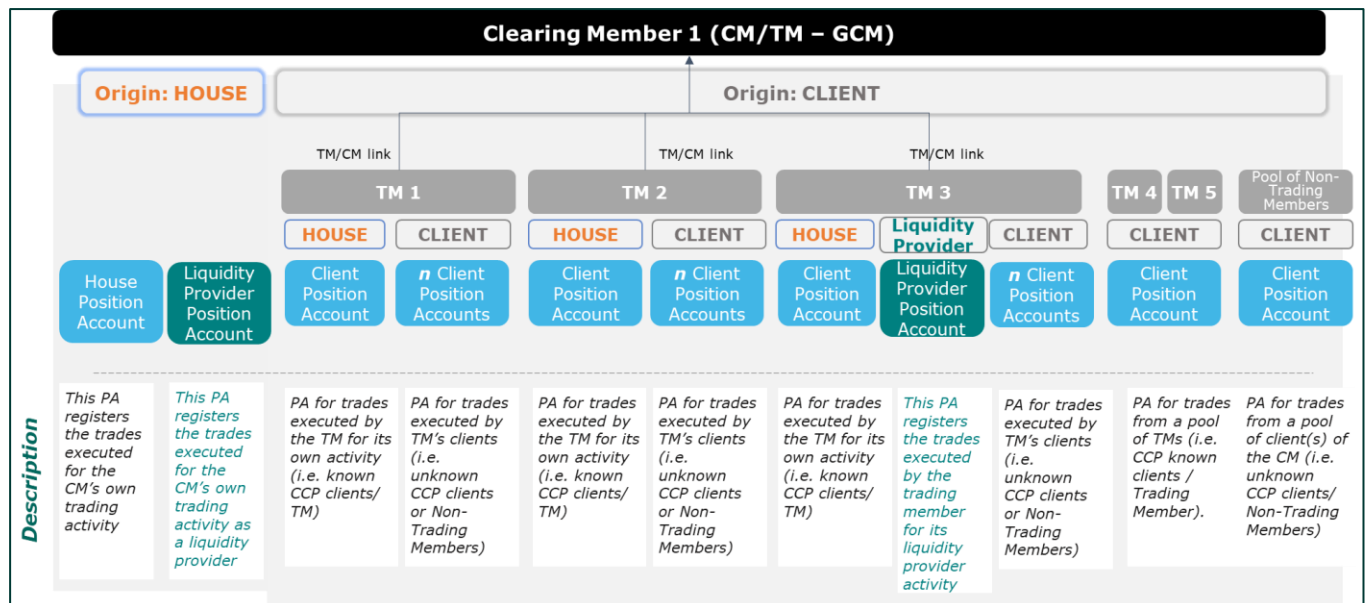 Clearing Member 1 (CM/TM – GCM)
Origin: HOUSE
Origin: CLIENT
TM/CM link
TM/CM link
TM/CM link
TM 1
TM 2
TM 3
TM 4
TM 5
Pool of Non-
Trading
Members
HOUSE
CLIENT
HOUSE
CLIENT
HOUSE
Liquidity
Provider
CLIENT
CLIENT
CLIENT
House
Position
Account
Liquidity
Provider
Position
Account
Client
Position
Account
n Client
Position
Accounts
Client
Position
Account
n Client
Position
Accounts
Client
Position
Account
Liquidity
Provider
Position
Account
n Client
Position
Accounts
Client
Position
Account
Client
Position
Account
Description
This PA
registers
the trades
executed
for the CM's
own
trading
activity
This PA
registers
the trades
executed
for the
CM's own
trading
activity as
a liquidity
provider
PA for trades
executed by
the TM for its
own activity
(i.e. known
CCP clients/
TM)
PA for trades
executed by
TM's clients
(i.e.
unknown
CCP clients
or Non-
Trading
Members)
PA for trades
executed by
the TM for its
own activity
(i.e. known
CCP clients/
TM)
PA for trades
executed by
TM's clients
(i.e.
unknown
CCP clients
or Non-
Trading
Members)
PA for trades
executed by
the TM for its
own activity
(i.e. known
CCP clients/
TM)
This PA
registers
the trades
executed
by the
trading
member
for its
liquidity
provider
activity
PA for trades
executed by
TM's clients
(i.e.
unknown
CCP clients
or Non-
Trading
Members)
PA for trades
from a pool
of TMs (i.e.
CCP known
clients /
Trading
Member).
PA for trades
from a pool
of client(s) of
the CM (i.e.
unknown
CCP clients/
Non-Trading
Members)